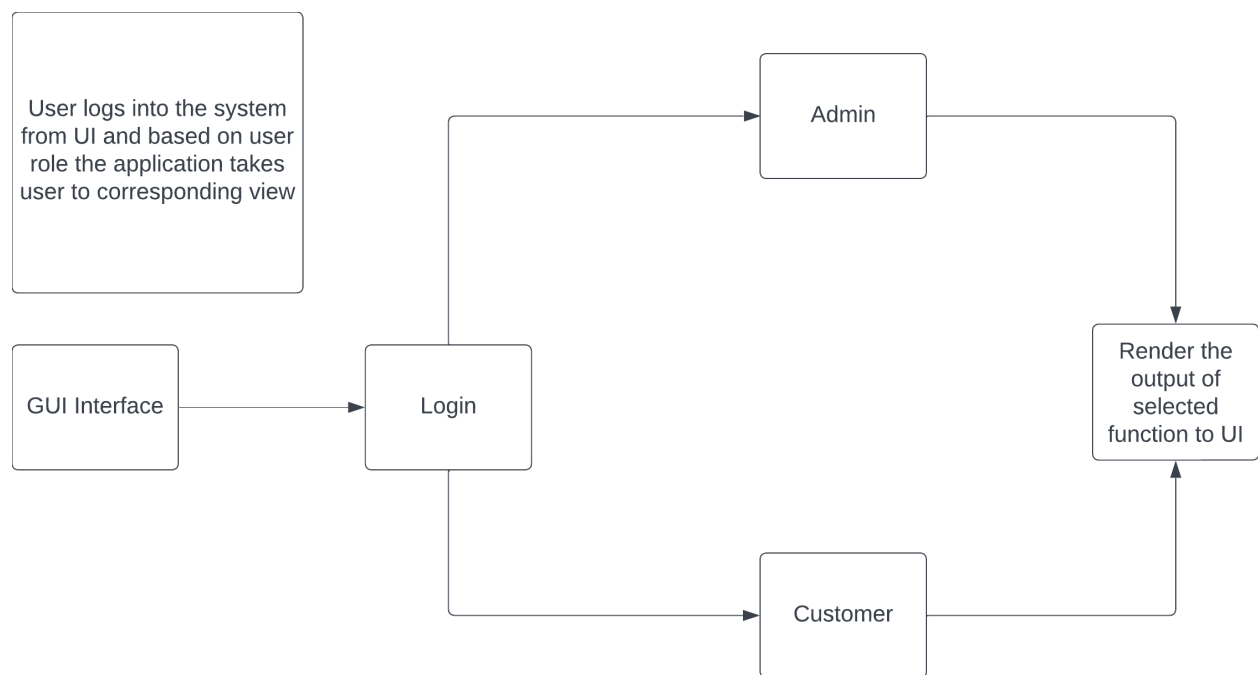 User logs into the system
from UI and based on user
role the application takes
user to corresponding view
GUI Interface
Login
Admin
Customer
Render the
output of
selected
function to UI